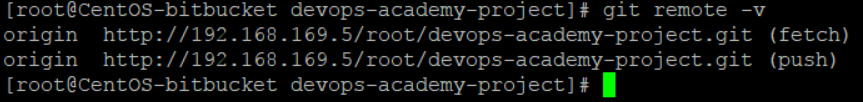 [root@CentOS-bitbucket devops-academy-project]# git remote -v
origin  http://192.168.169.5/root/devops-academy-project.git (fetch)
origin  http://192.168.169.5/root/devops-academy-project.git (push)
[root@CentOS-bitbucket devops-academy-project]#